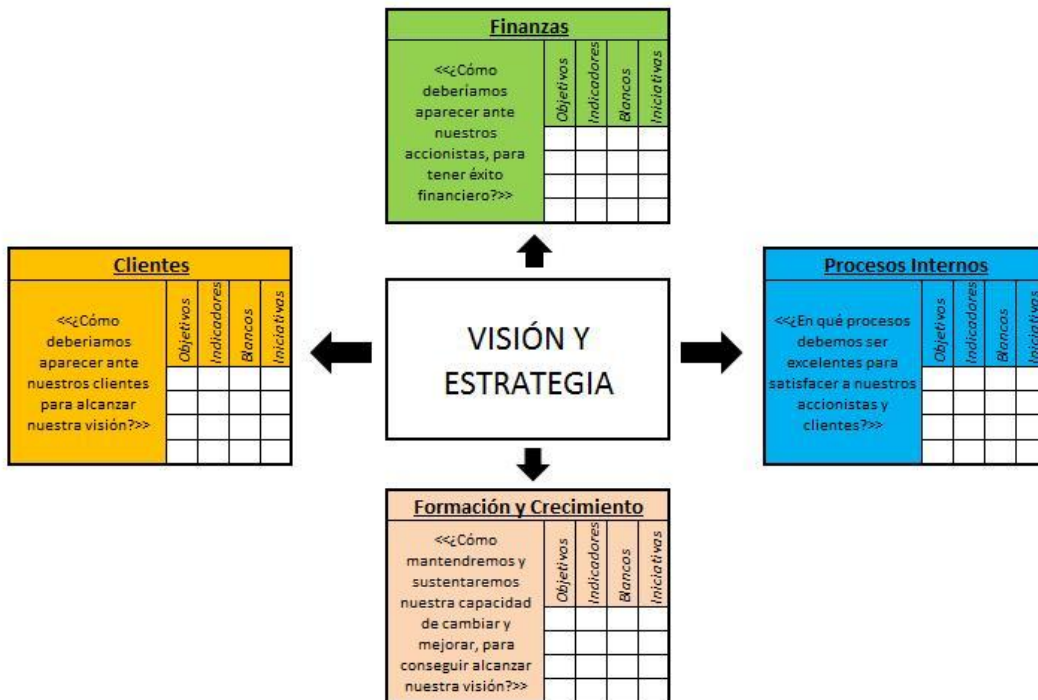 Finanzas
<<¿Cómo
deberíamos
aparecer ante
nuestros
accionistas, para
tener éxito
financiero?>>
Objetivos
Indicadores
Blancos
Iniciativas
Clientes
<<¿Cómo
deberiamos
aparecer ante
nuestros clientes
para alcanzar
nuestra visión?>>
Objetivos
Indicadores
Blancos
Iniciativas
VISIÓN Y
ESTRATEGIA
Procesos Internos
<<¿En qué procesos
debemos ser
excelentes para
satisfacer a nuestros
accionistas y
clientes?>>
Objetivos
Indicadores
Blancos
Iniciativas
Formación y Crecimiento
<<¿Cómo
mantendremos y
sustentaremos
nuestra capacidad
de cambiar y
mejorar, para
conseguir alcanzar
nuestra visión?>>
Objetivos
Indicadores
Blancos
Iniciativas